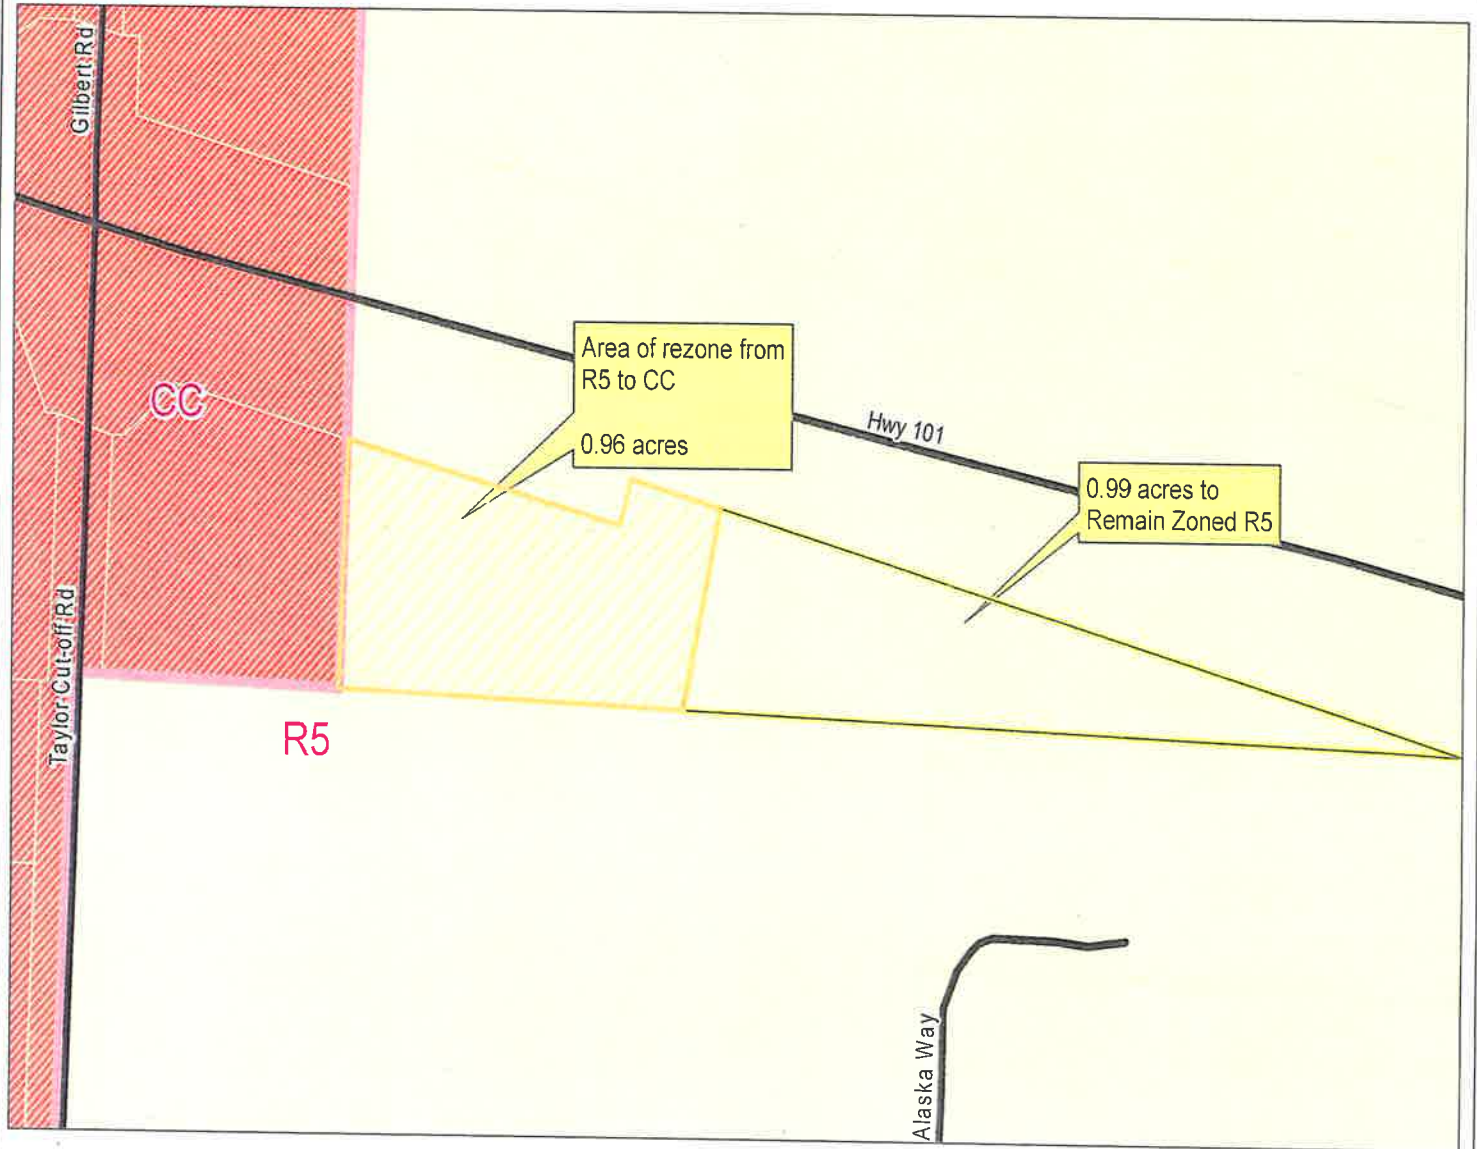 Gilbert Rd
Area of rezone from
R5 to CC
0.96 acres
CC
Hwy 101
0.99 acres to
Remain Zoned R5
Taylor Cut-off Rd
R5
Alaska Way